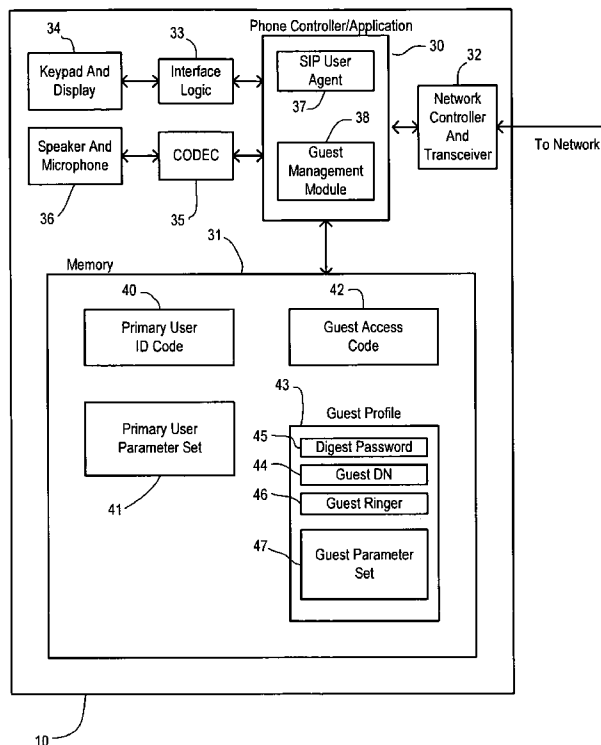 Phone Controller/Application
34
33
30
Keypad And
Display
Interface
Logic
SIP User
Agent
37
32
38
Network
Controller
And
Transceiver
To Network
Speaker And
Microphone
CODEC
Guest
Management
Module
36
35
31
Memory
40
42
Primary User
ID Code
Guest Access
Code
43
Guest Profile
Primary User
Parameter Set
45
Digest Password
44
Guest DN
41
46
Guest Ringer
47
Guest Parameter
Set
10